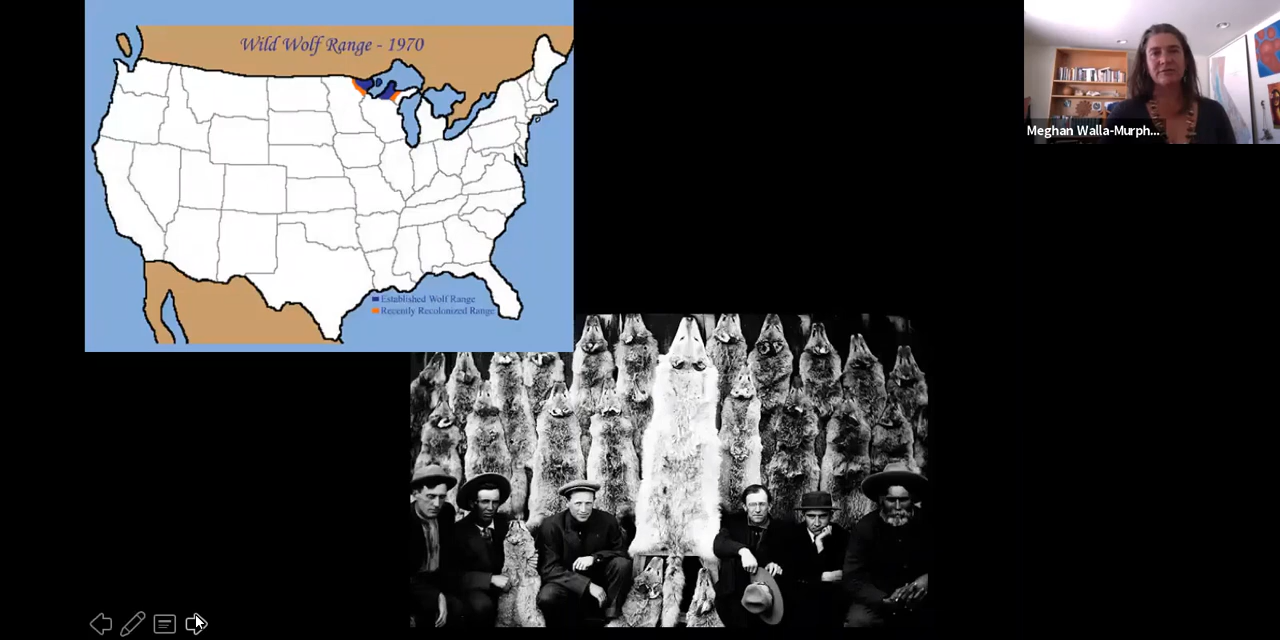 Wild Wolf Range - 1970
Established Wolf Range
Recently Recolonized Range
Meghan Walla-Murph...